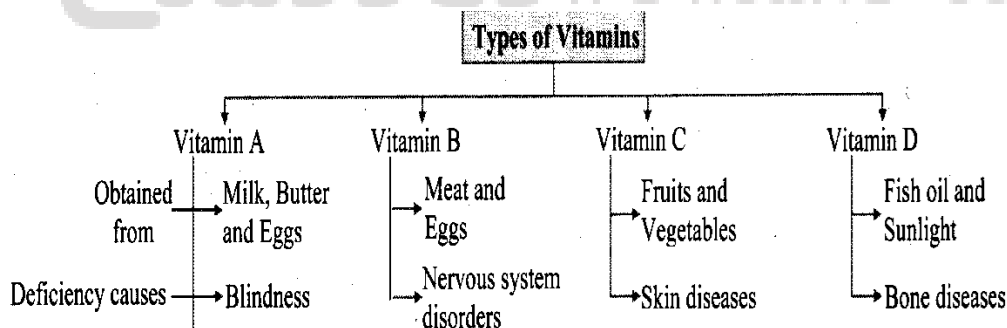 Types of Vitamins
Vitamin A
Vitamin B
Vitamin C
Vitamin D
Obtained
from
Milk, Butter
and Eggs
Meat and
Eggs
Fruits and
Vegetables
Fish oil and
Sunlight
Deficiency causes
Blindness
Nervous system
disorders
Skin diseases
Bone diseases